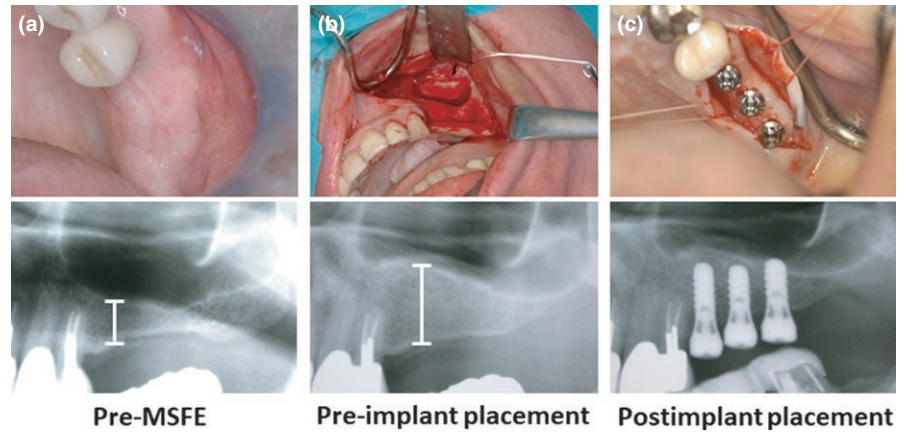 (a)
(b)
(c)
Pre-MSFE
Pre-implant placement
Postimplant placement